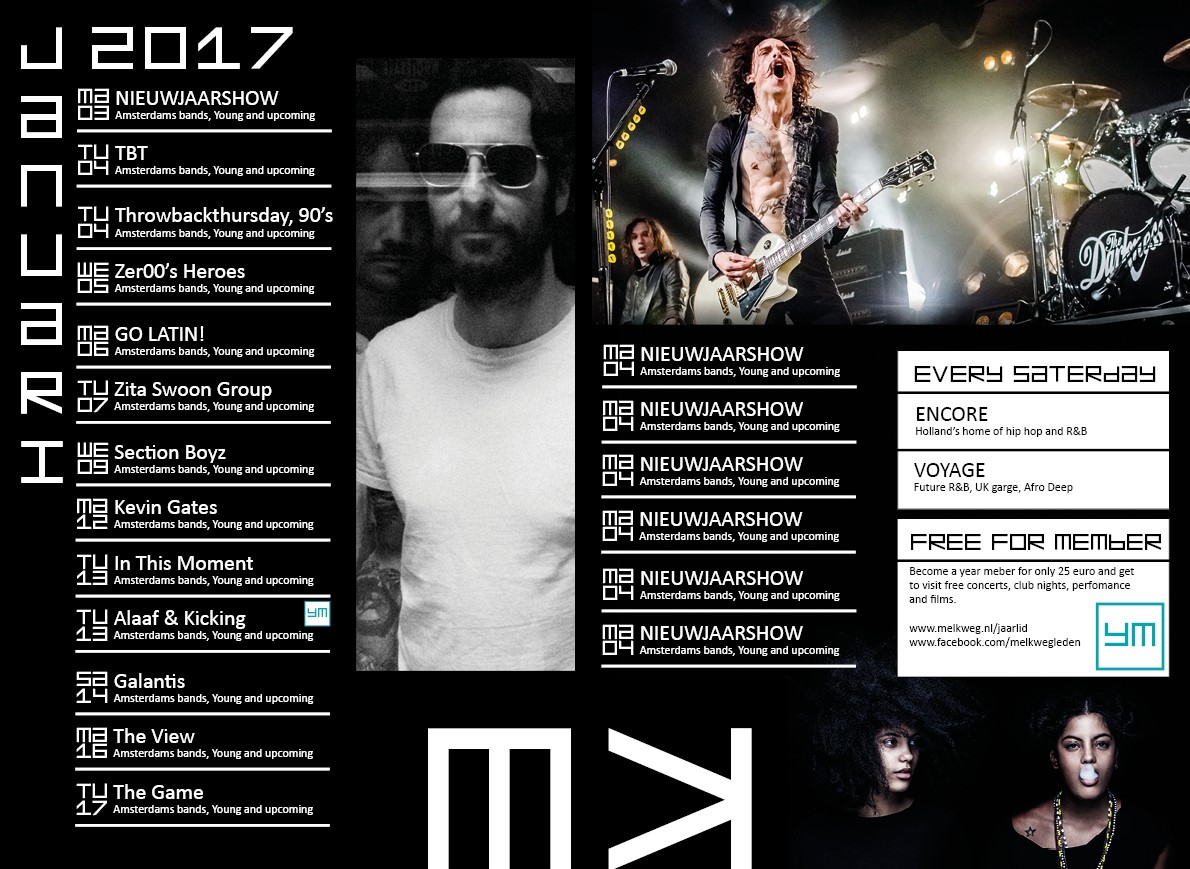 J 2017
aNUaRI
Ma 03 NIEUWJAARSHOW
Amsterdams bands, Young and upcoming
TU 04 TBT
Amsterdams bands, Young and upcoming
TU 04 Throwbackthursday, 90's
Amsterdams bands, Young and upcoming
WE 05 Zer00's Heroes
Amsterdams bands, Young and upcoming
Ma 06 GO LATIN!
Amsterdams bands, Young and upcoming
TU 07 Zita Swoon Group
Amsterdams bands, Young and upcoming
WE 09 Section Boyz
Amsterdams bands, Young and upcoming
Ma 12 Kevin Gates
Amsterdams bands, Young and upcoming
TU 13 In This Moment
Amsterdams bands, Young and upcoming
TU 13 Alaaf & Kicking
YM
Amsterdams bands, Young and upcoming
Sa 14 Galantis
Amsterdams bands, Young and upcoming
Ma 16 The View
Amsterdams bands, Young and upcoming
TU 17 The Game
Amsterdams bands, Young and upcoming
Marshall
The Darkness
Ma 04 NIEUWJAARSHOW
Amsterdams bands, Young and upcoming
Ma 04 NIEUWJAARSHOW
Amsterdams bands, Young and upcoming
Ma 04 NIEUWJAARSHOW
Amsterdams bands, Young and upcoming
Ma 04 NIEUWJAARSHOW
Amsterdams bands, Young and upcoming
Ma 04 NIEUWJAARSHOW
Amsterdams bands, Young and upcoming
Ma 04 NIEUWJAARSHOW
Amsterdams bands, Young and upcoming
EVERY SaTERdaY
ENCORE
Holland's home of hip hop and R&B
VOYAGE
Future R&B, UK garge, Afro Deep
FREE FOR MEMbER
Become a year meber for only 25 euro and get
to visit free concerts, club nights, perfomance
and films.
www.melkweg.nl/jaarlid
www.facebook.com/melkwegleden
YM